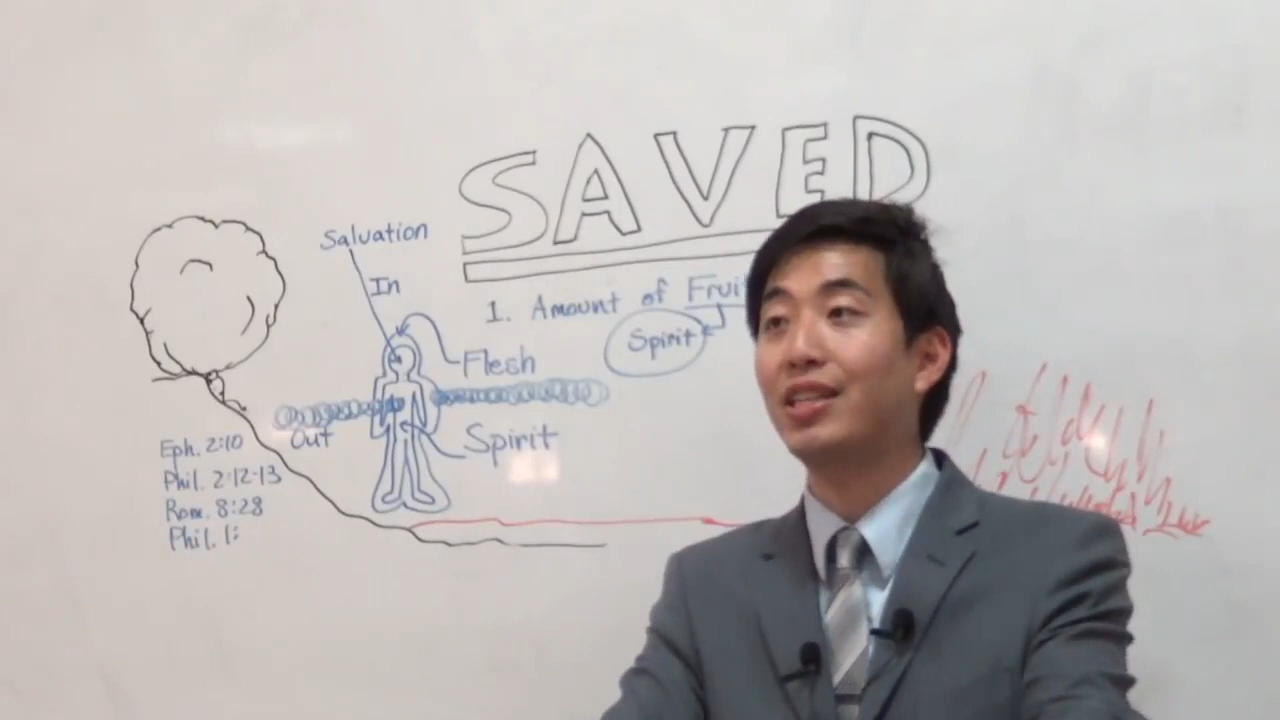 SAVED
Salvation
In
1. Amount of Frui
Spirit
Flesh
Out
Spirit
Eph. 2:10
Phil. 2:12-13
Rom. 8:28
Phil. 1: